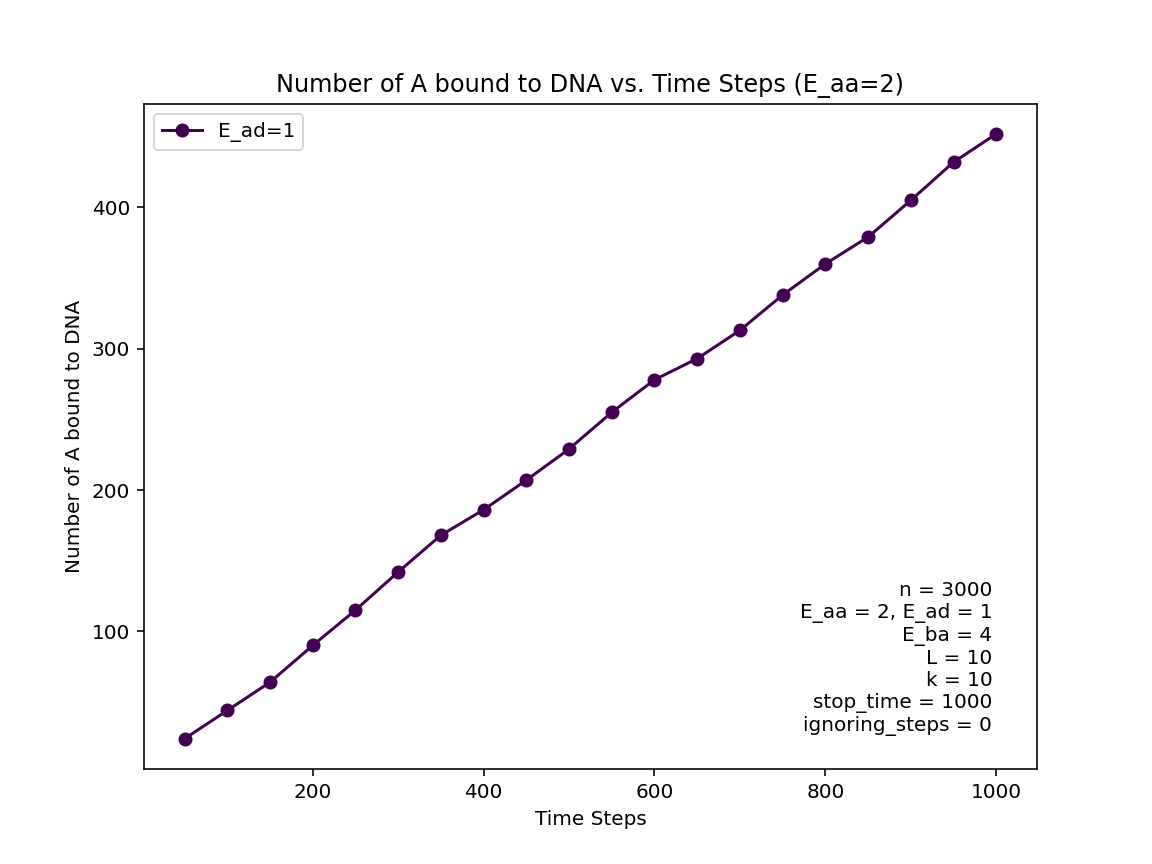 Number of A bound to DNA vs. Time Steps (E_aa=2)
E_ad=1
Number of A bound to DNA
400
300
200
100
n = 3000
E_aa = 2, E_ad = 1
E_ba = 4
L = 10
k = 10
stop_time = 1000
ignoring_steps = 0
200 400 600 800 1000
Time Steps